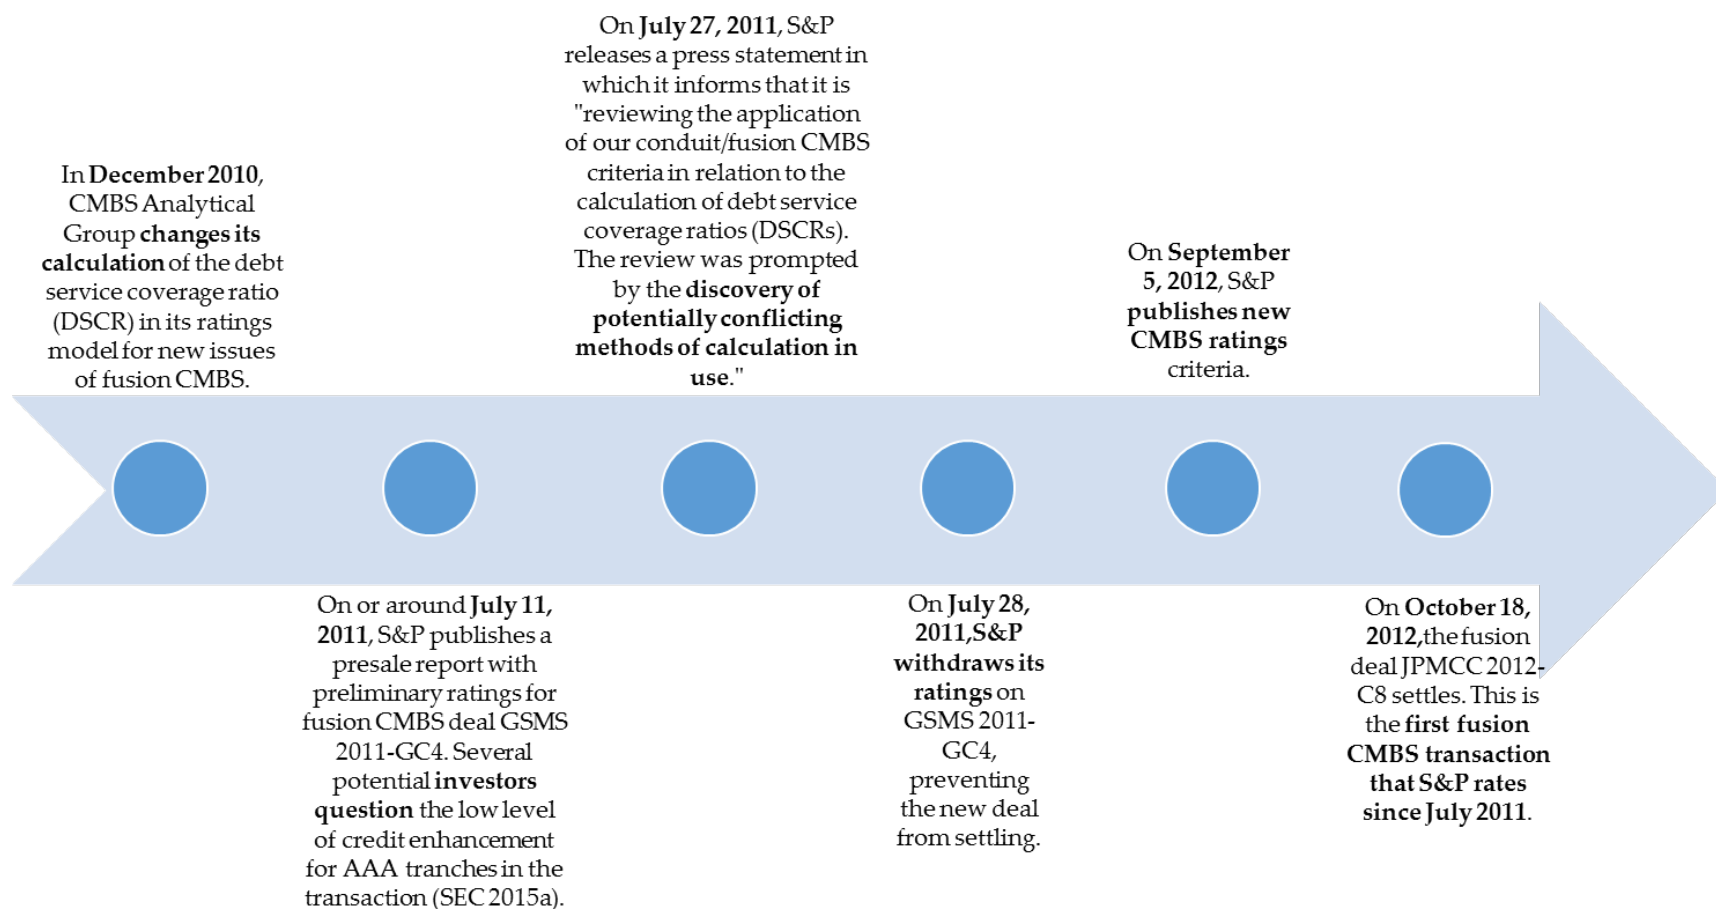 In December 2010,
CMBS Analytical
Group changes its
calculation of the debt
service coverage ratio
(DSCR) in its ratings
model for new issues
of fusion CMBS.
On or around July 11,
2011, S&P publishes a
presale report with
preliminary ratings for
fusion CMBS deal GSMS
2011-GC4. Several
potential investors
question the low level
of credit enhancement
for AAA tranches in the
transaction (SEC 2015a).
On July 27, 2011, S&P
releases a press statement in
which it informs that it is
"reviewing the application
of our conduit/fusion CMBS
criteria in relation to the
calculation of debt service
coverage ratios (DSCRs).
The review was prompted
by the discovery of
potentially conflicting
methods of calculation in
use."
On July 28,
2011,S&P
withdraws its
ratings on
GSMS 2011-
GC4,
preventing
the new deal
from settling.
On September
5, 2012, S&P
publishes new
CMBS ratings
criteria.
On October 18,
2012,the fusion
deal JPMCC 2012-
C8 settles. This is
the first fusion
CMBS transaction
that S&P rates
since July 2011.